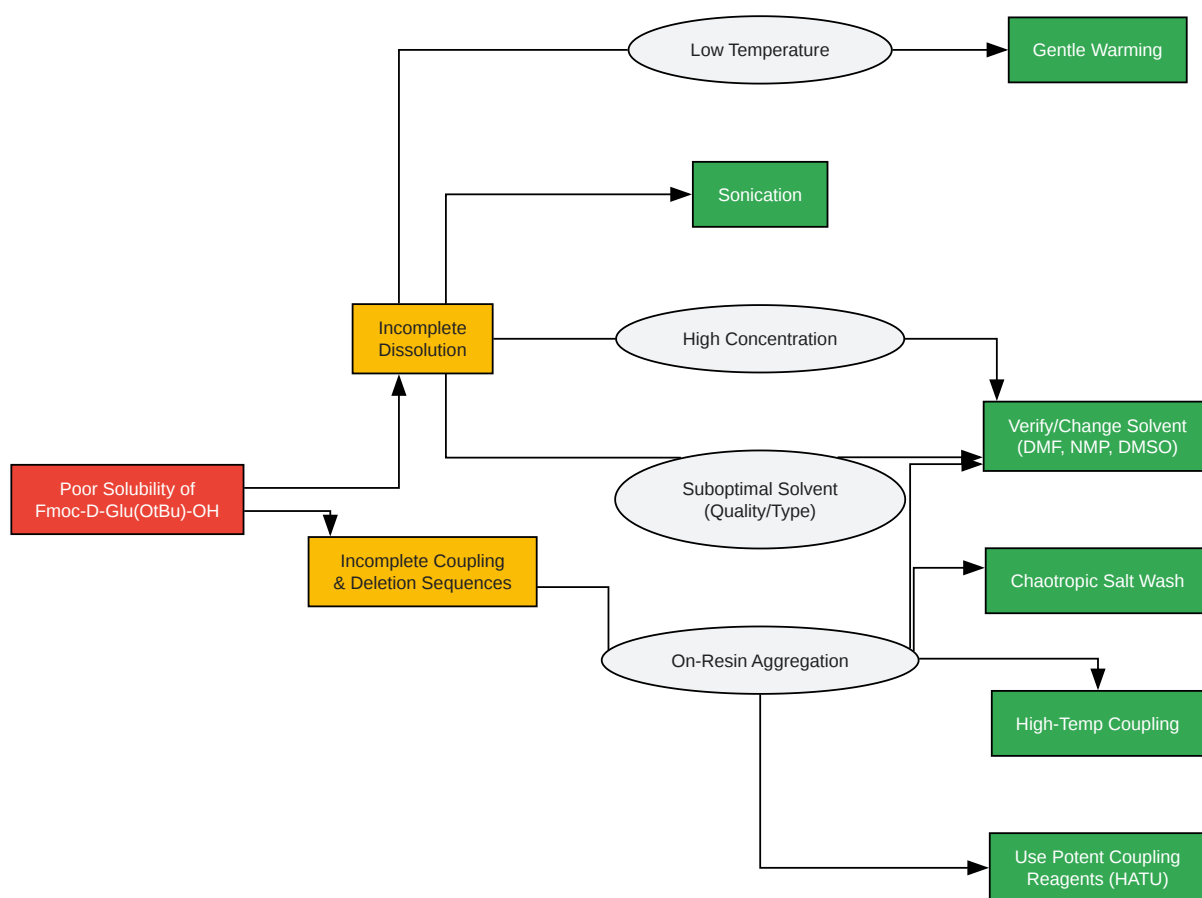 Low Temperature
Gentle Warming
Sonication
Incomplete
Dissolution
High Concentration
Verify/Change Solvent
(DMF, NMP, DMSO)
Poor Solubility of
Fmoc-D-Glu(OtBu)-OH
Suboptimal Solvent
(Quality/Type)
Incomplete Coupling
& Deletion Sequences
Chaotropic Salt Wash
On-Resin Aggregation
High-Temp Coupling
Use Potent Coupling
Reagents (HATU)